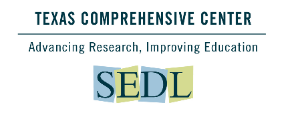 TEXAS COMPREHENSIVE CENTER
Advancing Research, Improving Education
SEDL